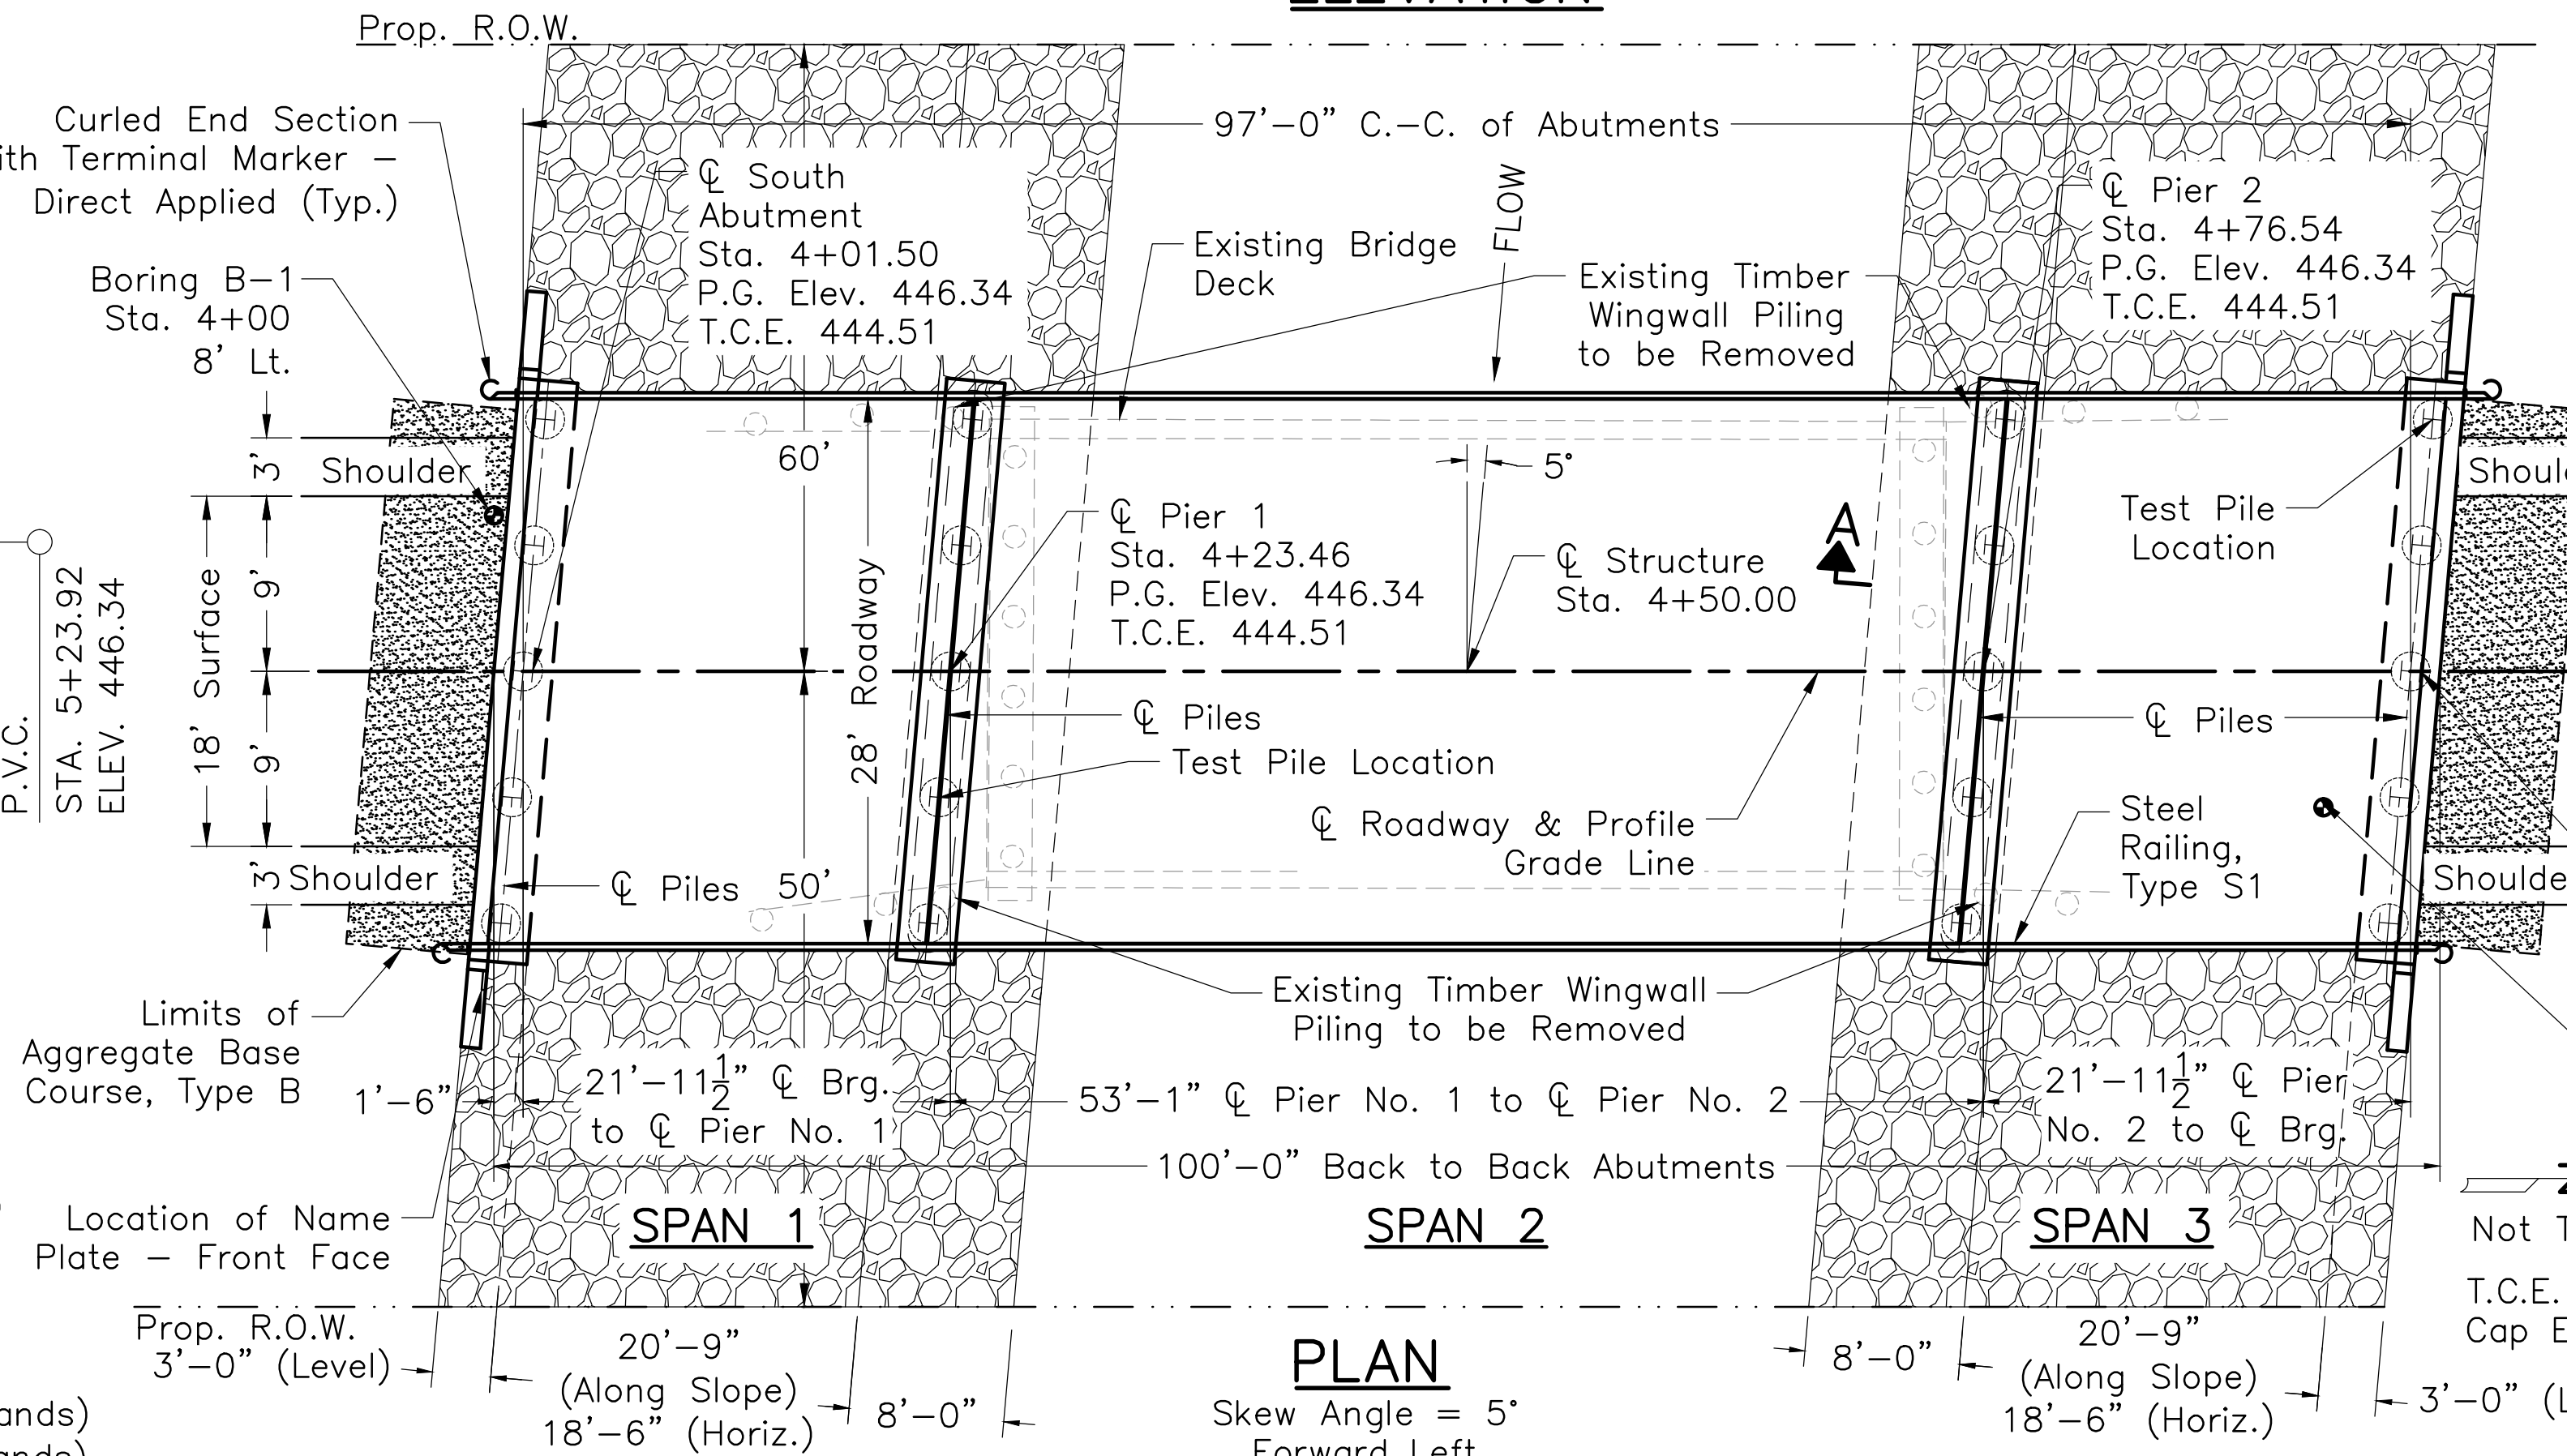 Prop. R.O.W.
97'-0" C.-C. of Abutments
Curled End Section
Terminal Marker –
Direct Applied (Typ.)
℄ South
Abutment
Sta. 4+01.50
P.G. Elev. 446.34
T.C.E. 444.51
FLOW
℄ Pier 2
Sta. 4+76.54
P.G. Elev. 446.34
T.C.E. 444.51
Existing Bridge
Deck
Existing Timber
Wingwall Piling
to be Removed
Boring B-1
Sta. 4+00
8' Lt.
3'
Shoulder
60'
5°
℄ Pier 1
Sta. 4+23.46
P.G. Elev. 446.34
T.C.E. 444.51
℄ Structure
Sta. 4+50.00
A
Test Pile
Location
P.V.C.
STA. 5+23.92
ELEV. 446.34
18' Surface
9'
9'
28' Roadway
℄ Piles
℄ Piles
Test Pile Location
℄ Roadway & Profile
Grade Line
Steel
Railing,
Type S1
3'
Shoulder
℄ Piles
50'
Existing Timber Wingwall
Piling to be Removed
Limits of
Aggregate Base
Course, Type B
1'-6"
21'-11½" ℄ Brg.
to ℄ Pier No. 1
53'-1" ℄ Pier No. 1 to ℄ Pier No. 2
21'-11½" ℄ Pier
No. 2 to ℄ Brg.
100'-0" Back to Back Abutments
Location of Name
Plate – Front Face
SPAN 1
SPAN 2
SPAN 3
Not
T.C.E.
Cap
Prop. R.O.W.
3'-0" (Level)
20'-9"
(Along Slope)
18'-6" (Horiz.)
8'-0"
PLAN
Skew Angle = 5°
Forward Left
8'-0"
20'-9"
(Along Slope)
18'-6" (Horiz.)
3'-0"